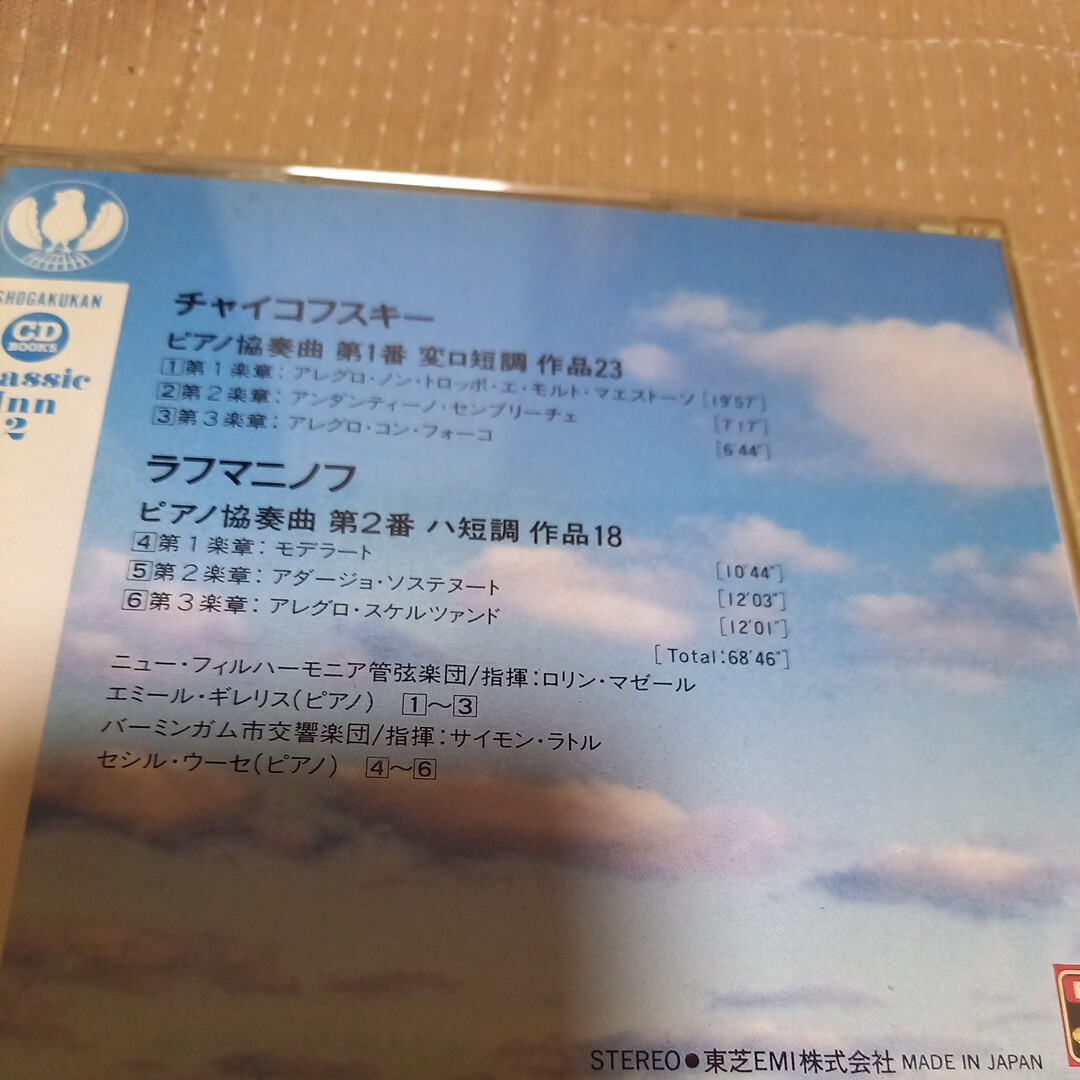 SHOGAKUKAN
CD
BOOKS
assic
Inn
2
チャイコフスキー
ピアノ協奏曲 第1番 変ロ短調 作品23
1 第1楽章：アレグロ・ノン・トロッポ・エ・モルト・マエストーソ [19'57"]
2 第2楽章：アンダンティーノ・センプリーチェ [7'17"]
3 第3楽章：アレグロ・コン・フォーコ [6'44"]
ラフマニノフ
ピアノ協奏曲 第2番 ハ短調 作品18
4 第1楽章：モデラート [10'44"]
5 第2楽章：アダージョ・ソステヌート [12'03"]
6 第3楽章：アレグロ・スケルツァンド [12'01"]
[Total:68'46"]
ニュー・フィルハーモニア管弦楽団/指揮：ロリン・マゼール
エミール・ギレリス(ピアノ) 1〜3
バーミンガム市交響楽団/指揮：サイモン・ラトル
セシル・ウーセ(ピアノ) 4〜6
STEREO●東芝EMI株式会社 MADE IN JAPAN